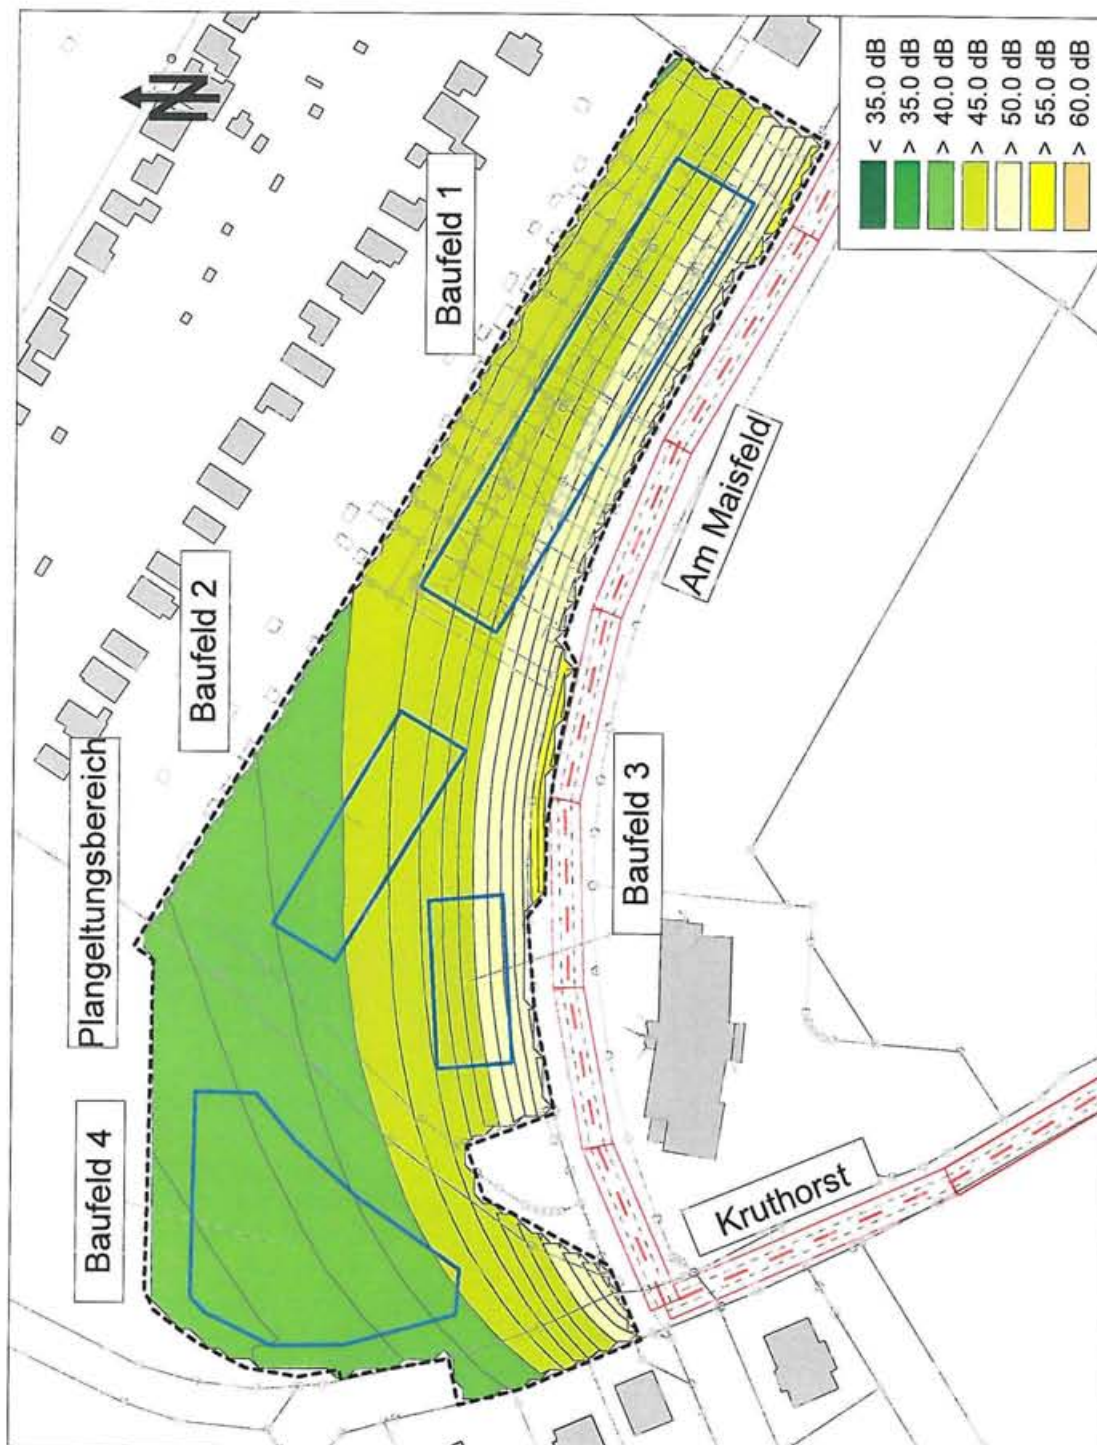 Plangeltungsbereich
Baufeld 4
Baufeld 2
Baufeld 1
Baufeld 3
Am Maisfeld
Kruthorst
N
< 35.0 dB
> 35.0 dB
> 40.0 dB
> 45.0 dB
> 50.0 dB
> 55.0 dB
> 60.0 dB